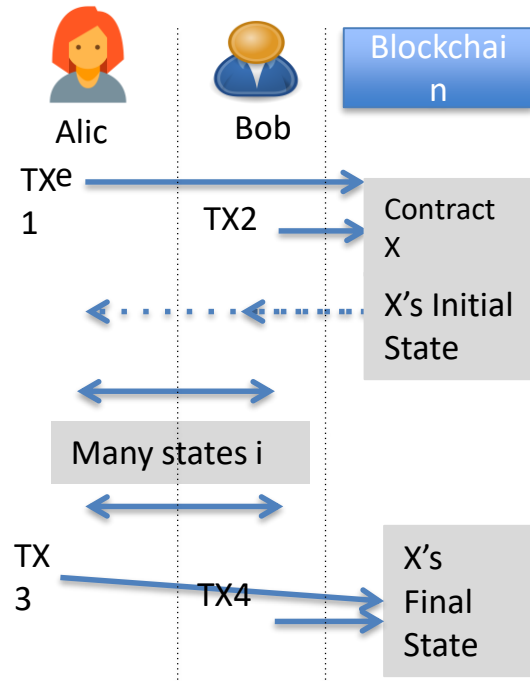 Blockchai
n
Alic
Bob
e
TX
1
TX2
Contract
X
X's Initial
State
Many states i
TX
3
TX4
X's
Final
State